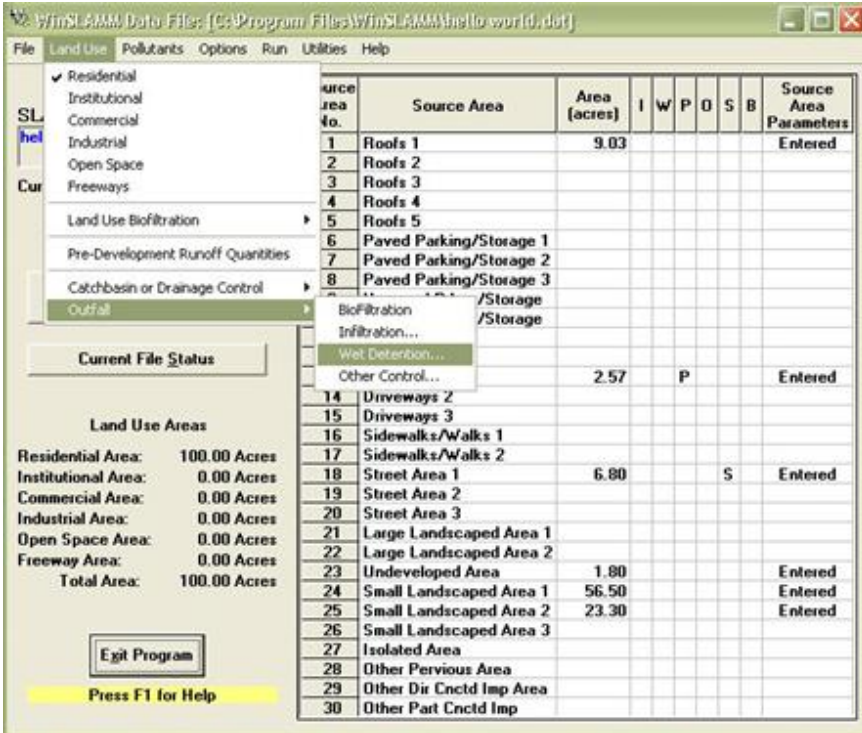 WinSLAMM Data File: [C:\Program Files\WinSLAMM\hello world.dat]
File Land Use Pollutants Options Run Utilities Help
✔ Residential
Institutional
Commercial
Industrial
Open Space
Freeways
Land Use Biofiltration
Pre-Development Runoff Quantities
Catchbasin or Drainage Control
Outfall
BioFiltration
Infiltration...
Wet Detention...
Other Control...
SL
hel
Cur
Current File Status
Land Use Areas
Residential Area: 100.00 Acres
Institutional Area: 0.00 Acres
Commercial Area: 0.00 Acres
Industrial Area: 0.00 Acres
Open Space Area: 0.00 Acres
Freeway Area: 0.00 Acres
Total Area: 100.00 Acres
Exit Program
Press F1 for Help
urce Source
rea Source Area Area I W P O S B Area
No. (acres) Parameters
1 Roofs 1 9.03 Entered
2 Roofs 2
3 Roofs 3
4 Roofs 4
5 Roofs 5
6 Paved Parking/Storage 1
7 Paved Parking/Storage 2
8 Paved Parking/Storage 3
/Storage
/Storage
2.57 P Entered
14 Driveways 2
15 Driveways 3
16 Sidewalks/Walks 1
17 Sidewalks/Walks 2
18 Street Area 1 6.80 S Entered
19 Street Area 2
20 Street Area 3
21 Large Landscaped Area 1
22 Large Landscaped Area 2
23 Undeveloped Area 1.80 Entered
24 Small Landscaped Area 1 56.50 Entered
25 Small Landscaped Area 2 23.30 Entered
26 Small Landscaped Area 3
27 Isolated Area
28 Other Pervious Area
29 Other Dir Cnctd Imp Area
30 Other Part Cnctd Imp